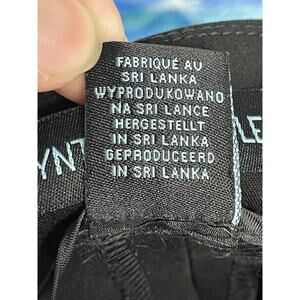 FABRIQUÉ AU
SRI LANKA
WYPRODUKOWANO
NA SRI LANCE
HERGESTELLT
IN SRI LANKA
GEPRODUCEERD
IN SRI LANKA